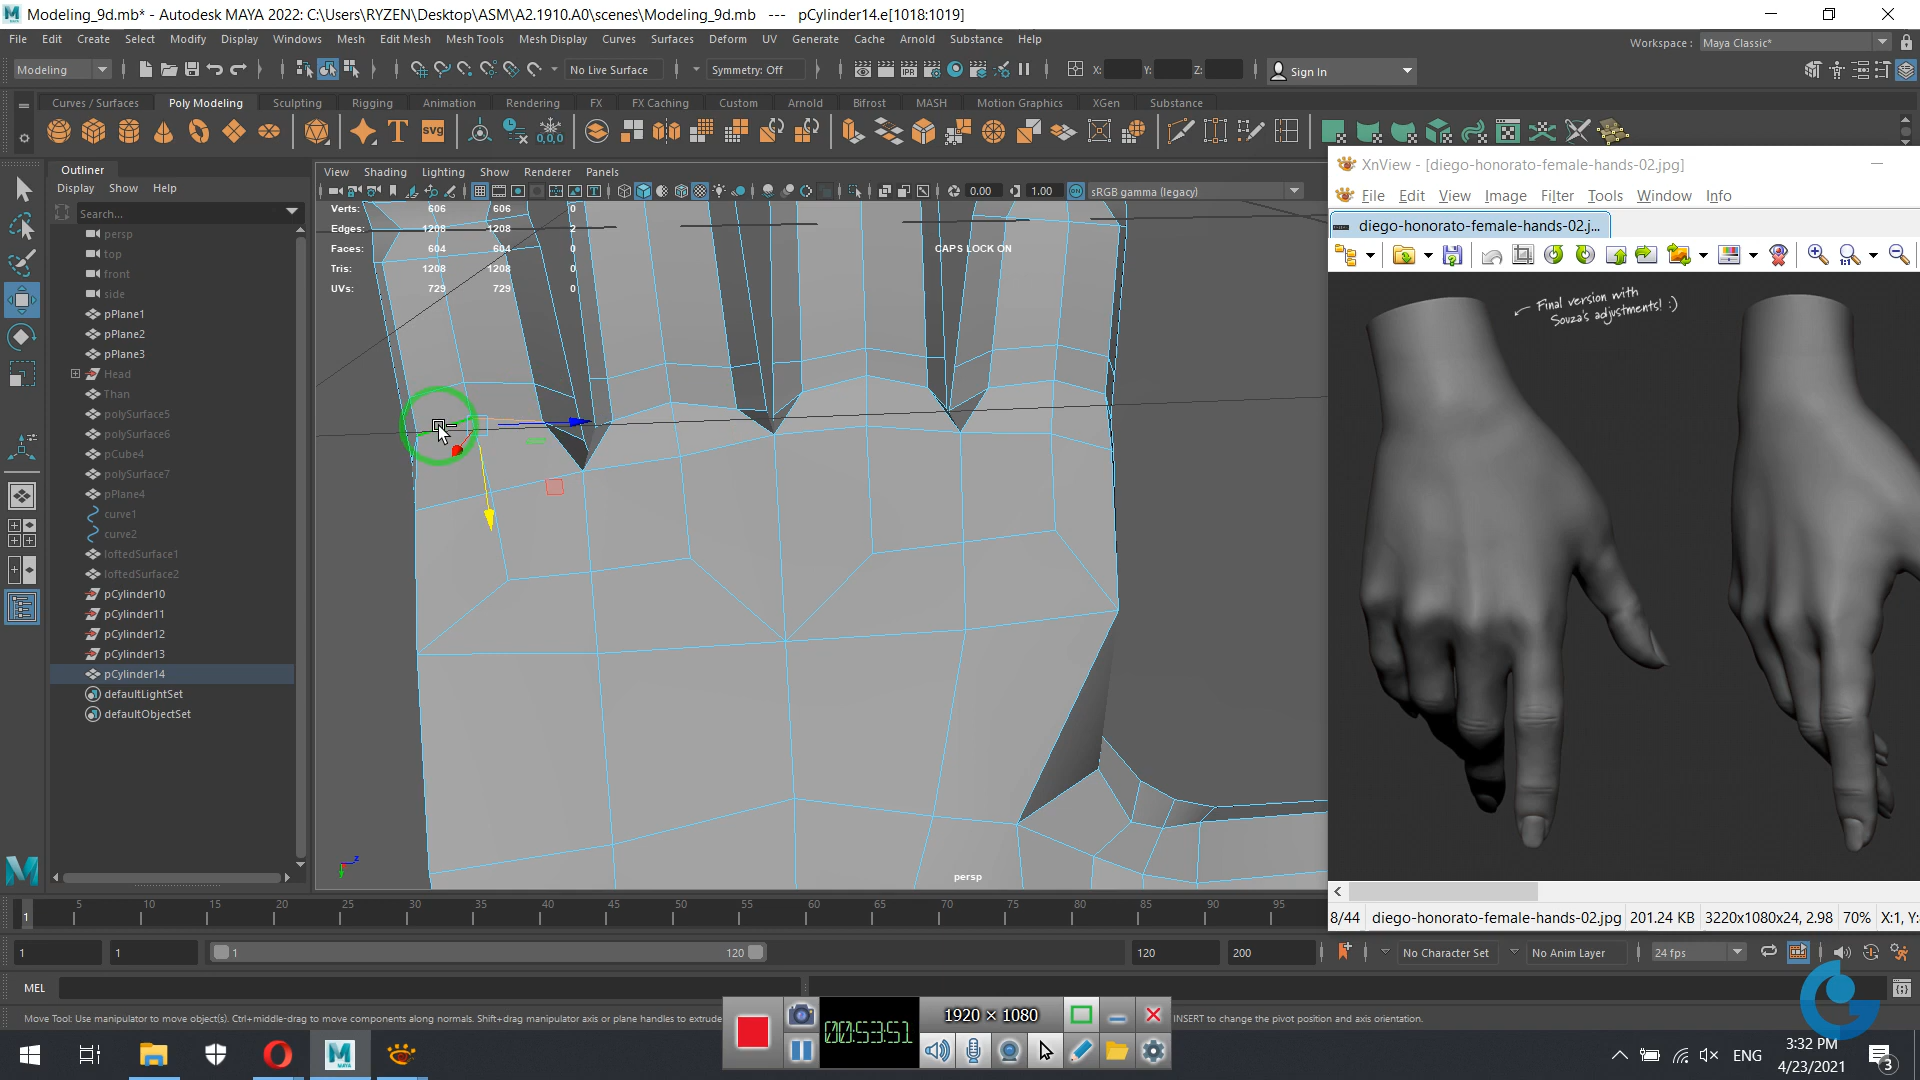 Modeling_9d.mb* - Autodesk MAYA 2022: C:\Users\RYZEN\Desktop\ASM\A2.1910.A0\scenes\Modeling_9d.mb --- pCylinder14.e[1018:1019]
File Edit Create Select Modify Display Windows Mesh Edit Mesh Mesh Tools Mesh Display Curves Surfaces Deform UV Generate Cache Arnold Substance Help
Workspace : Maya Classic*
Modeling
No Live Surface
Symmetry: Off
X: Y: Z:
Sign In
Curves / Surfaces Poly Modeling Sculpting Rigging Animation Rendering FX FX Caching Custom Arnold Bifrost MASH Motion Graphics XGen Substance
T svg 0,0,0
Outliner
Display Show Help
Search...
persp
top
front
side
pPlane1
pPlane2
pPlane3
Head
Than
polySurface5
polySurface6
pCube4
polySurface7
pPlane4
curve1
curve2
loftedSurface1
loftedSurface2
pCylinder10
pCylinder11
pCylinder12
pCylinder13
pCylinder14
defaultLightSet
defaultObjectSet
View Shading Lighting Show Renderer Panels
0.00 1.00 ON sRGB gamma (legacy)
Verts: 606 606 0
Edges: 1208 1208 2
Faces: 604 604 0
Tris: 1208 1208 0
UVs: 729 729 0
CAPS LOCK ON
z
persp
XnView - [diego-honorato-female-hands-02.jpg]
File Edit View Image Filter Tools Window Info
diego-honorato-female-hands-02.j...
Final version with
Souza's adjustments! :)
8/44 diego-honorato-female-hands-02.jpg 201.24 KB 3220x1080x24, 2.98 70% X:1, Y:
1 5 10 15 20 25 30 35 40 45 50 55 60 65 70 75 80 85 90 95
1 1 1 120 120 200 No Character Set No Anim Layer 24 fps
MEL
Move Tool: Use manipulator to move object(s). Ctrl+middle-drag to move components along normals. Shift+drag manipulator axis or plane handles to extrude
INSERT to change the pivot position and axis orientation.
00:53:51
1920 × 1080
MAYA
ENG
3:32 PM
4/23/2021
3